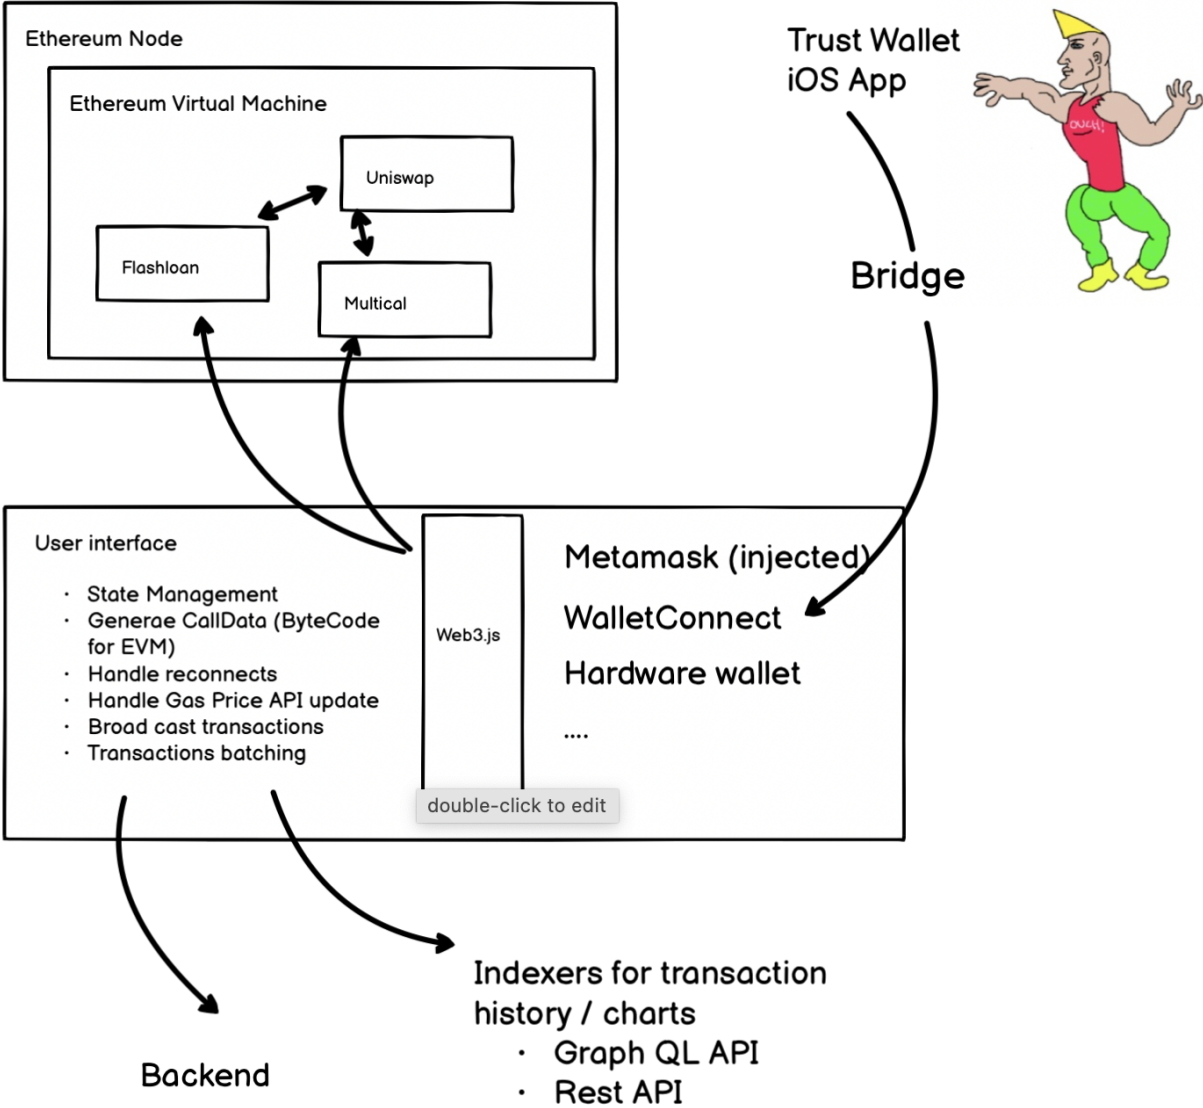 Ethereum Node
Ethereum Virtual Machine
Uniswap
Flashloan
Multical
Trust Wallet
iOS App
OUCH!
Bridge
User interface
· State Management
· Generae CallData (ByteCode
for EVM)
· Handle reconnects
· Handle Gas Price API update
· Broad cast transactions
· Transactions batching
Web3.js
Metamask (injected)
WalletConnect
Hardware wallet
....
double-click to edit
Backend
Indexers for transaction
history / charts
· Graph QL API
· Rest API